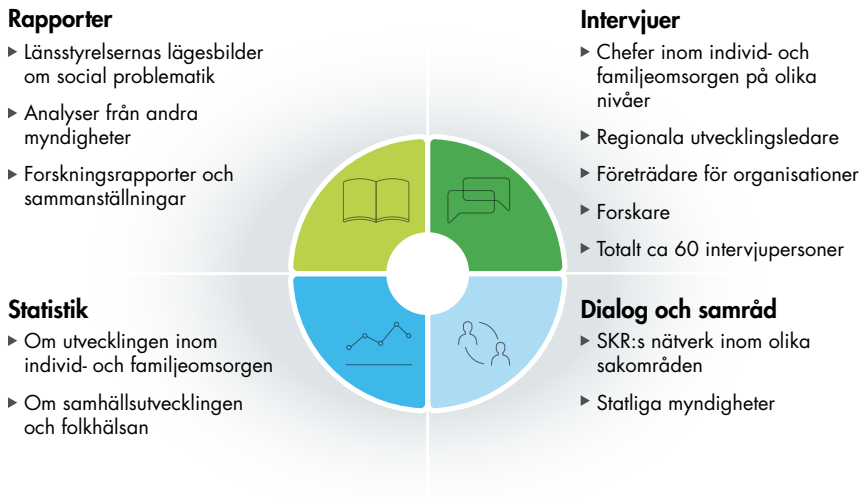 Rapporter
▸ Länsstyrelsernas lägesbilder
om social problematik
▸ Analyser från andra
myndigheter
▸ Forskningsrapporter och
sammanställningar
Intervjuer
▸ Chefer inom individ- och
familjeomsorgen på olika
nivåer
▸ Regionala utvecklingsledare
▸ Företrädare för organisationer
▸ Forskare
▸ Totalt ca 60 intervjupersoner
Statistik
▸ Om utvecklingen inom
individ- och familjeomsorgen
▸ Om samhällsutvecklingen
och folkhälsan
Dialog och samråd
▸ SKR:s nätverk inom olika
sakområden
▸ Statliga myndigheter